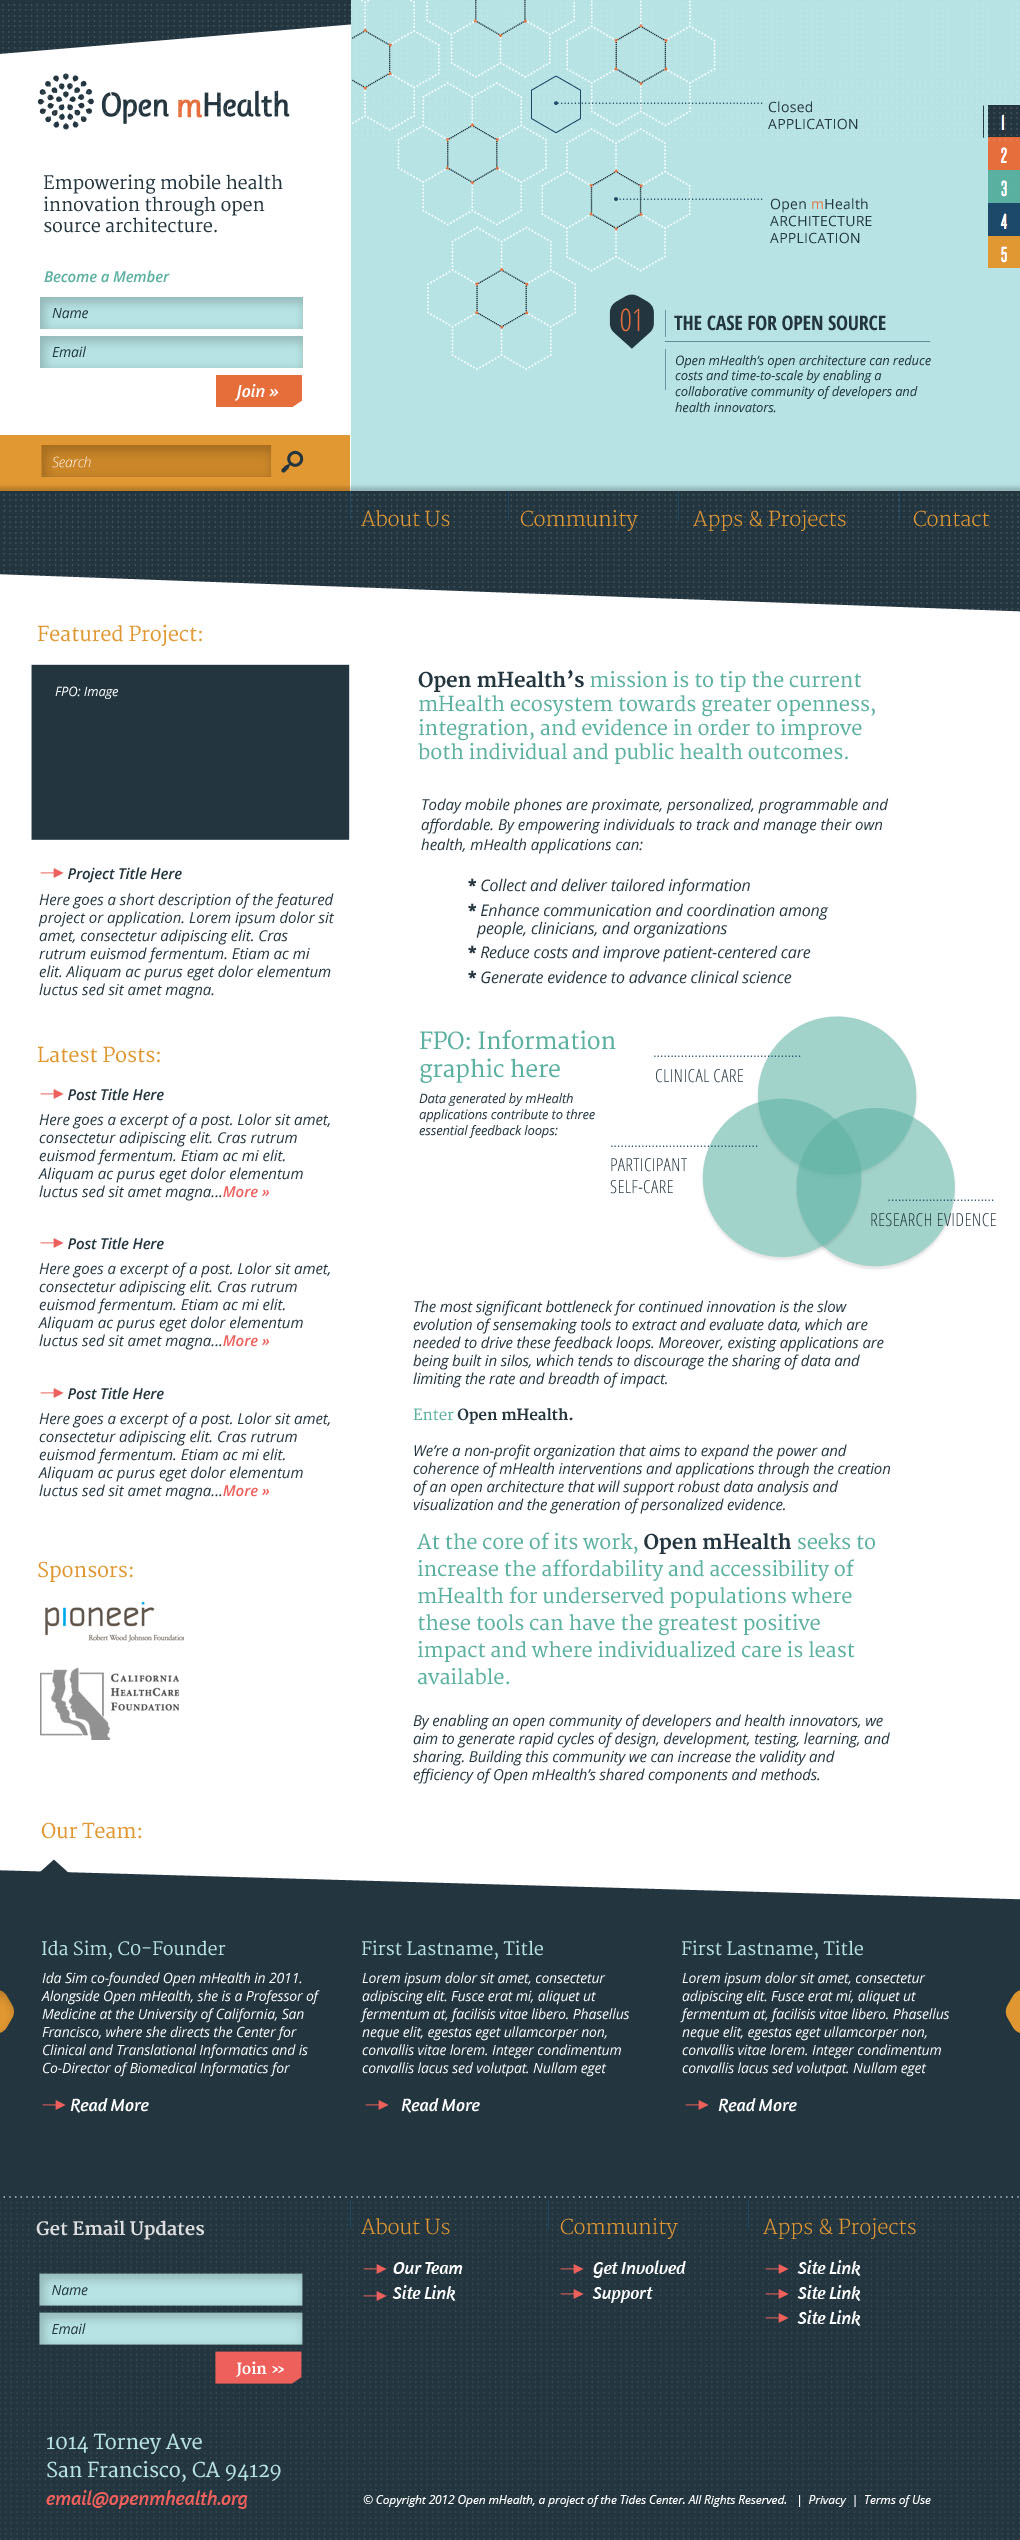 Open mHealth
Empowering mobile health
innovation through open
source architecture.
Become a Member
Name
Email
Join »
Search
Closed
APPLICATION
Open mHealth
ARCHITECTURE
APPLICATION
1
2
3
4
5
01
THE CASE FOR OPEN SOURCE
Open mHealth's open architecture can reduce
costs and time-to-scale by enabling a
collaborative community of developers and
health innovators.
About Us
Community
Apps & Projects
Contact
Featured Project:
FPO: Image
Project Title Here
Here goes a short description of the featured
project or application. Lorem ipsum dolor sit
amet, consectetur adipiscing elit. Cras
rutrum euismod fermentum. Etiam ac mi
elit. Aliquam ac purus eget dolor elementum
luctus sed sit amet magna.
Latest Posts:
Post Title Here
Here goes a excerpt of a post. Lolor sit amet,
consectetur adipiscing elit. Cras rutrum
euismod fermentum. Etiam ac mi elit.
Aliquam ac purus eget dolor elementum
luctus sed sit amet magna...More »
Post Title Here
Here goes a excerpt of a post. Lolor sit amet,
consectetur adipiscing elit. Cras rutrum
euismod fermentum. Etiam ac mi elit.
Aliquam ac purus eget dolor elementum
luctus sed sit amet magna...More »
Post Title Here
Here goes a excerpt of a post. Lolor sit amet,
consectetur adipiscing elit. Cras rutrum
euismod fermentum. Etiam ac mi elit.
Aliquam ac purus eget dolor elementum
luctus sed sit amet magna...More »
Sponsors:
pioneer
Robert Wood Johnson Foundation
CALIFORNIA
HEALTHCARE
FOUNDATION
Open mHealth's mission is to tip the current
mHealth ecosystem towards greater openness,
integration, and evidence in order to improve
both individual and public health outcomes.
Today mobile phones are proximate, personalized, programmable and
affordable. By empowering individuals to track and manage their own
health, mHealth applications can:
* Collect and deliver tailored information
* Enhance communication and coordination among
people, clinicians, and organizations
* Reduce costs and improve patient-centered care
* Generate evidence to advance clinical science
FPO: Information
graphic here
Data generated by mHealth
applications contribute to three
essential feedback loops:
CLINICAL CARE
PARTICIPANT
SELF-CARE
RESEARCH EVIDENCE
The most significant bottleneck for continued innovation is the slow
evolution of sensemaking tools to extract and evaluate data, which are
needed to drive these feedback loops. Moreover, existing applications are
being built in silos, which tends to discourage the sharing of data and
limiting the rate and breadth of impact.
Enter Open mHealth.
We're a non-profit organization that aims to expand the power and
coherence of mHealth interventions and applications through the creation
of an open architecture that will support robust data analysis and
visualization and the generation of personalized evidence.
At the core of its work, Open mHealth seeks to
increase the affordability and accessibility of
mHealth for underserved populations where
these tools can have the greatest positive
impact and where individualized care is least
available.
By enabling an open community of developers and health innovators, we
aim to generate rapid cycles of design, development, testing, learning, and
sharing. Building this community we can increase the validity and
efficiency of Open mHealth's shared components and methods.
Our Team:
Ida Sim, Co-Founder
Ida Sim co-founded Open mHealth in 2011.
Alongside Open mHealth, she is a Professor of
Medicine at the University of California, San
Francisco, where she directs the Center for
Clinical and Translational Informatics and is
Co-Director of Biomedical Informatics for
Read More
First Lastname, Title
Lorem ipsum dolor sit amet, consectetur
adipiscing elit. Fusce erat mi, aliquet ut
fermentum at, facilisis vitae libero. Phasellus
neque elit, egestas eget ullamcorper non,
convallis vitae lorem. Integer condimentum
convallis lacus sed volutpat. Nullam eget
Read More
First Lastname, Title
Lorem ipsum dolor sit amet, consectetur
adipiscing elit. Fusce erat mi, aliquet ut
fermentum at, facilisis vitae libero. Phasellus
neque elit, egestas eget ullamcorper non,
convallis vitae lorem. Integer condimentum
convallis lacus sed volutpat. Nullam eget
Read More
Get Email Updates
Name
Email
Join »
1014 Torney Ave
San Francisco, CA 94129
email@openmhealth.org
About Us
Our Team
Site Link
Community
Get Involved
Support
Apps & Projects
Site Link
Site Link
Site Link
© Copyright 2012 Open mHealth, a project of the Tides Center. All Rights Reserved. | Privacy | Terms of Use